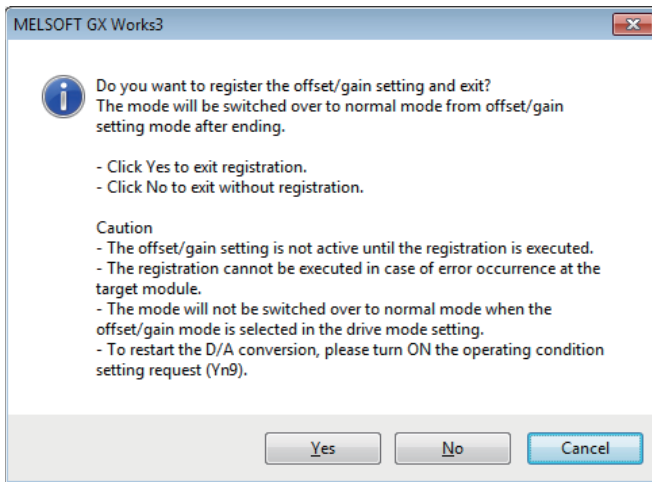 MELSOFT GX Works3
Do you want to register the offset/gain setting and exit?
The mode will be switched over to normal mode from offset/gain
setting mode after ending.
- Click Yes to exit registration.
- Click No to exit without registration.
Caution
- The offset/gain setting is not active until the registration is executed.
- The registration cannot be executed in case of error occurrence at the
target module.
- The mode will not be switched over to normal mode when the
offset/gain mode is selected in the drive mode setting.
- To restart the D/A conversion, please turn ON the operating condition
setting request (Yn9).
Yes No Cancel